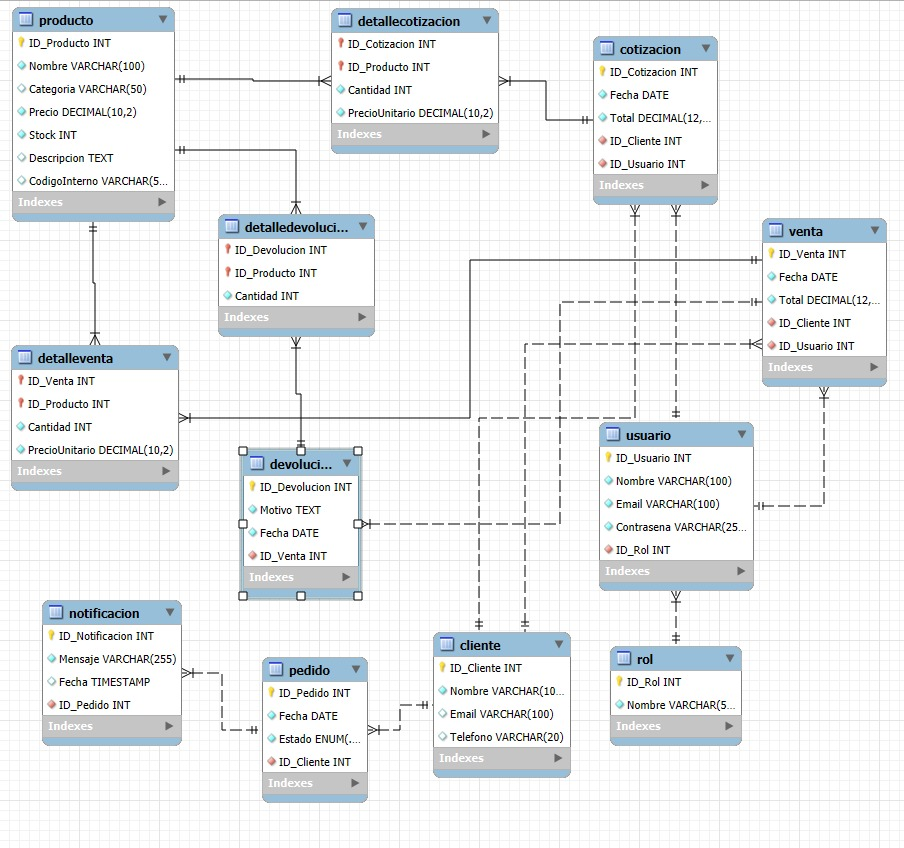 producto
ID_Producto INT
Nombre VARCHAR(100)
Categoria VARCHAR(50)
Precio DECIMAL(10,2)
Stock INT
Descripcion TEXT
CodigoInterno VARCHAR(5...
Indexes
detallecotizacion
ID_Cotizacion INT
ID_Producto INT
Cantidad INT
PrecioUnitario DECIMAL(10,2)
Indexes
cotizacion
ID_Cotizacion INT
Fecha DATE
Total DECIMAL(12,...
ID_Cliente INT
ID_Usuario INT
Indexes
detalledevoluci...
ID_Devolucion INT
ID_Producto INT
Cantidad INT
Indexes
venta
ID_Venta INT
Fecha DATE
Total DECIMAL(12,...
ID_Cliente INT
ID_Usuario INT
Indexes
detalleventa
ID_Venta INT
ID_Producto INT
Cantidad INT
PrecioUnitario DECIMAL(10,2)
Indexes
devoluci...
ID_Devolucion INT
Motivo TEXT
Fecha DATE
ID_Venta INT
Indexes
usuario
ID_Usuario INT
Nombre VARCHAR(100)
Email VARCHAR(100)
Contrasena VARCHAR(25...
ID_Rol INT
Indexes
notificacion
ID_Notificacion INT
Mensaje VARCHAR(255)
Fecha TIMESTAMP
ID_Pedido INT
Indexes
pedido
ID_Pedido INT
Fecha DATE
Estado ENUM(...
ID_Cliente INT
Indexes
cliente
ID_Cliente INT
Nombre VARCHAR(10...
Email VARCHAR(100)
Telefono VARCHAR(20)
Indexes
rol
ID_Rol INT
Nombre VARCHAR(5...
Indexes